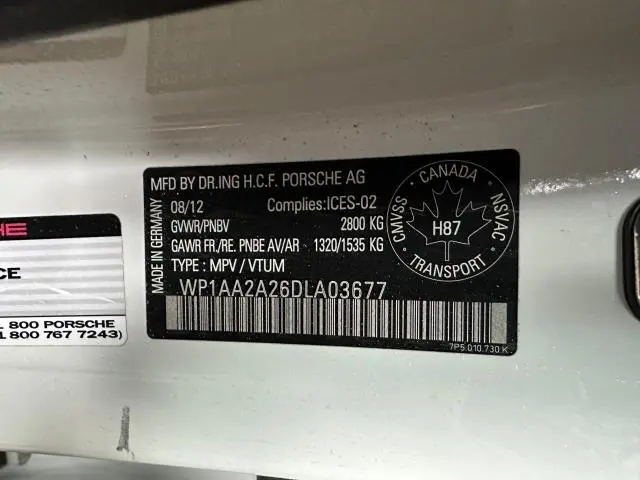 MFD BY DR.ING H.C.F. PORSCHE AG
08/12 Complies:ICES-02
GVWR/PNBV 2800 KG
GAWR FR./RE. PNBE AV/AR 1320/1535 KG
TYPE : MPV / VTUM
WP1AA2A26DLA03677
7P5.010.730 K
MADE IN GERMANY
CANADA
CMVSS
NSVAC
H87
TRANSPORT
CHE
CE
L 800 PORSCHE
(1 800 767 7243)